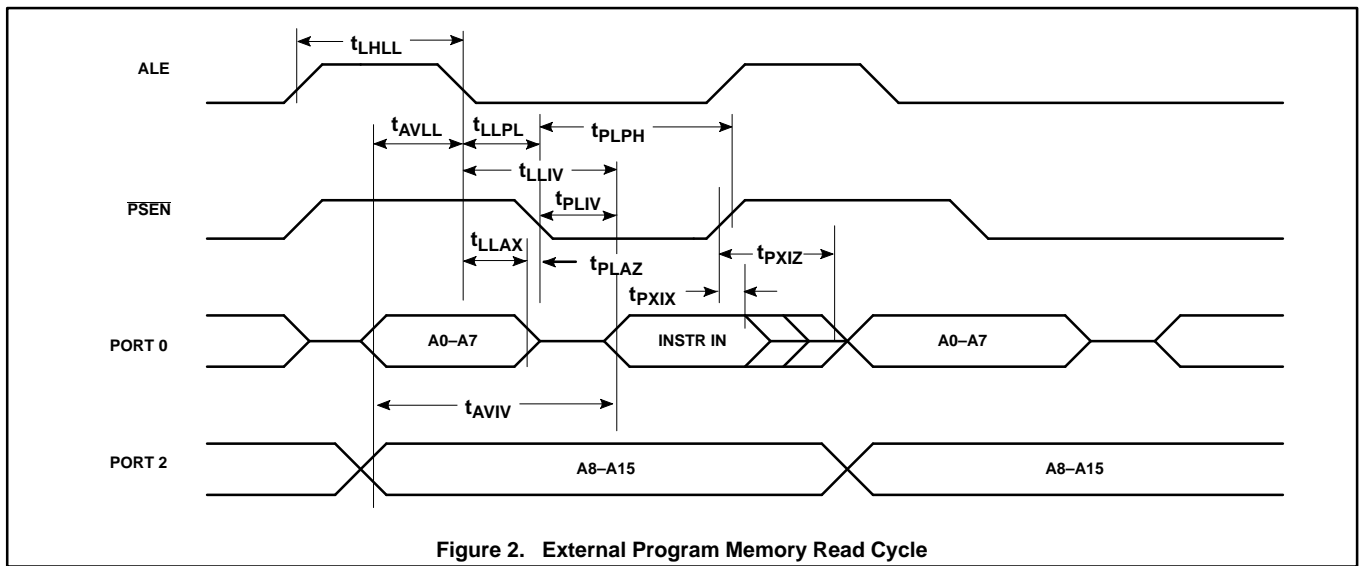 tLHLL
ALE
tAVLL tLLPL tPLPH
tLLIV
PSEN
tPLIV
tLLAX
tPLAZ
tPXIZ
tPXIX
PORT 0
A0–A7 INSTR IN A0–A7
tAVIV
PORT 2
A8–A15 A8–A15
Figure 2. External Program Memory Read Cycle